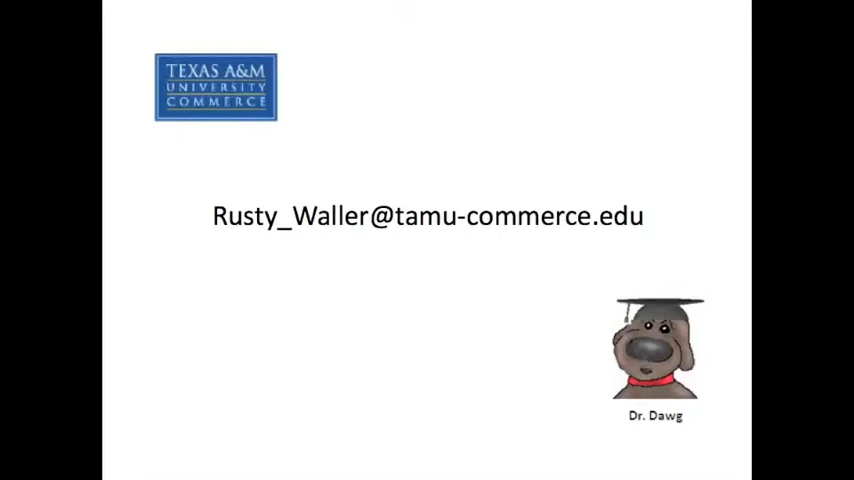 TEXAS A&M
UNIVERSITY
COMMERCE
Rusty_Waller@tamu-commerce.edu
Dr. Dawg